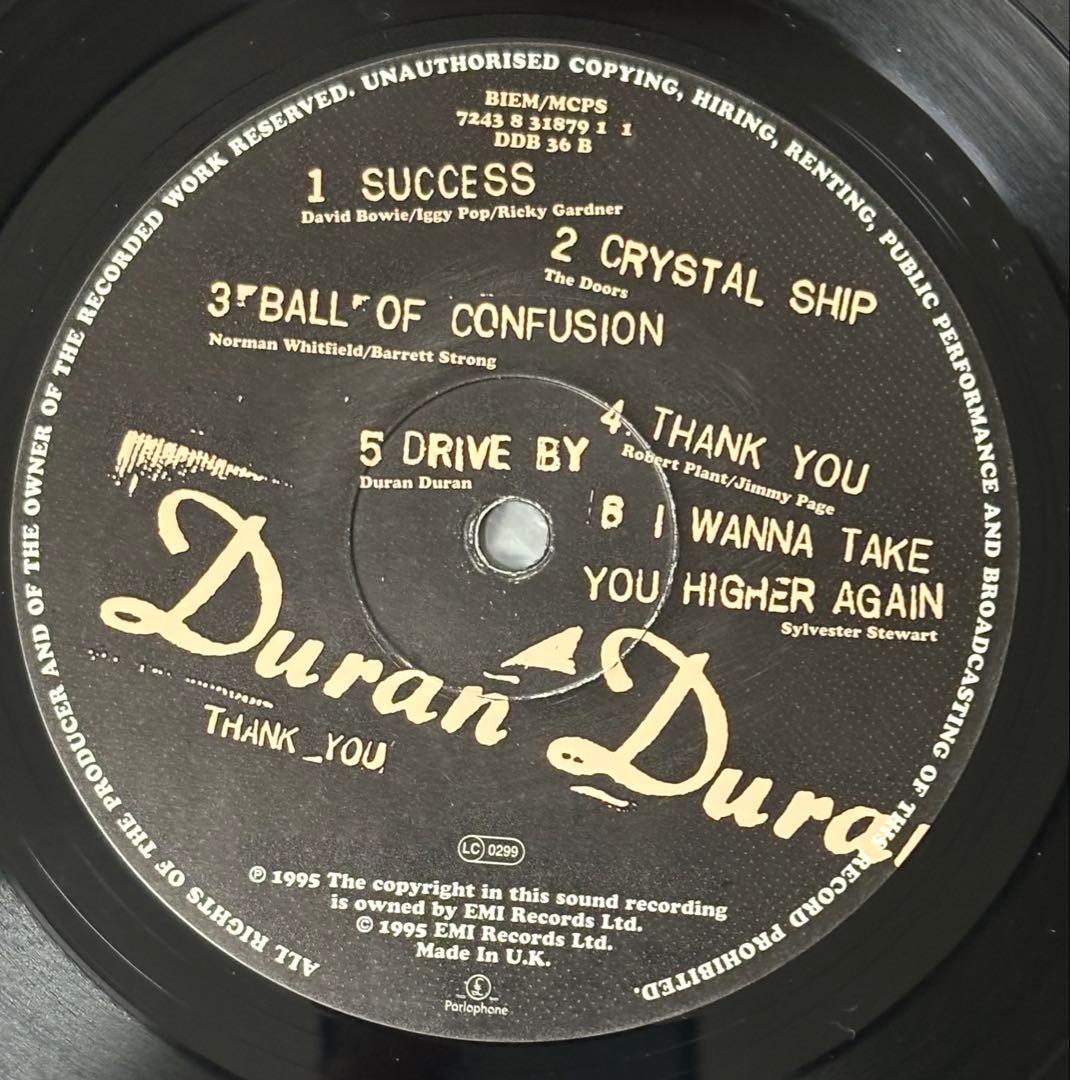 ALL RIGHTS OF THE PRODUCER AND OF THE OWNER OF THE RECORDED WORK RESERVED. UNAUTHORISED COPYING, HIRING, RENTING, PUBLIC PERFORMANCE AND BROADCASTING OF THIS RECORD PROHIBITED.
BIEM/MCPS
7243 8 31879 1 1
DDB 36 B
1 SUCCESS
David Bowie/Iggy Pop/Ricky Gardner
2 CRYSTAL SHIP
The Doors
3 "BALL" OF CONFUSION
Norman Whitfield/Barrett Strong
4. THANK YOU
Robert Plant/Jimmy Page
5 DRIVE BY
Duran Duran
6 I WANNA TAKE
YOU HIGHER AGAIN
Sylvester Stewart
Duran Duran
THANK_YOU
LC 0299
℗ 1995 The copyright in this sound recording
is owned by EMI Records Ltd.
© 1995 EMI Records Ltd.
Made In U.K.
£
Parlophone